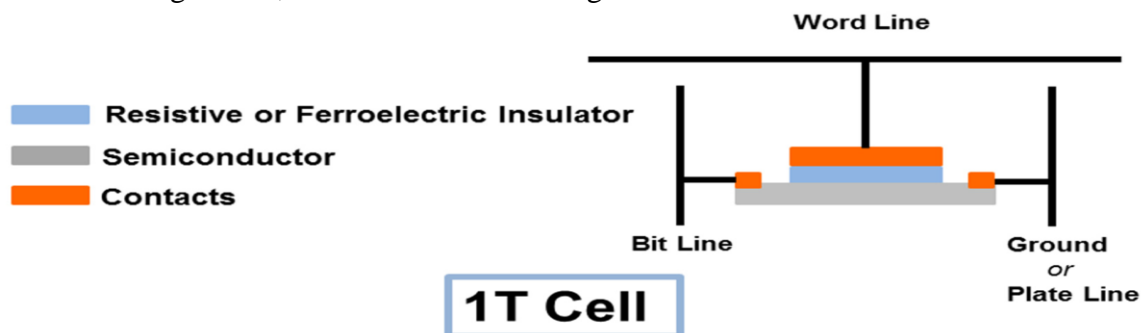 Word Line
Resistive or Ferroelectric Insulator
Semiconductor
Contacts
Bit Line
Ground
or
Plate Line
1T Cell